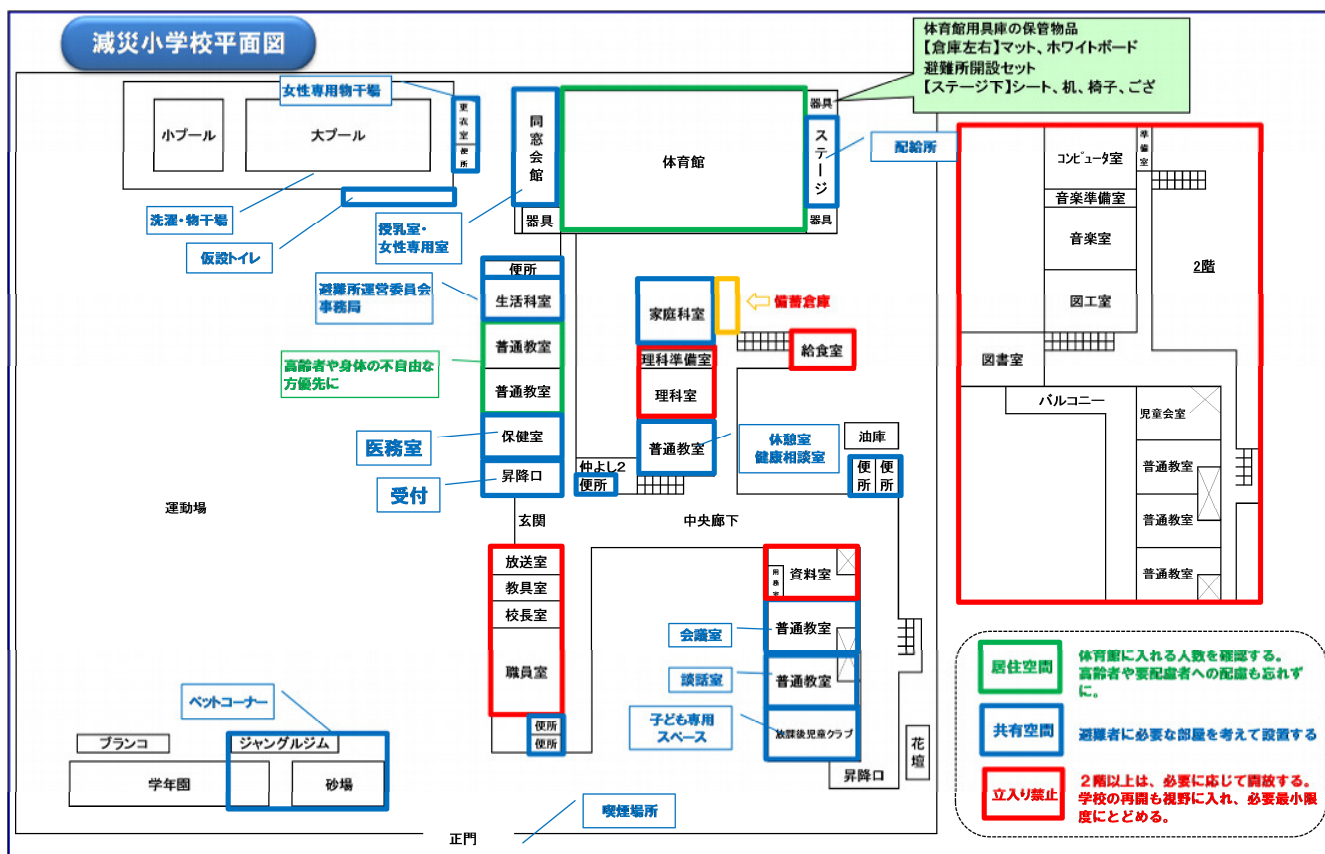 減災小学校平面図
体育館用具庫の保管物品
【倉庫左右】マット、ホワイトボード
避難所開設セット
【ステージ下】シート、机、椅子、ござ
女性専用物干場
小プール
大プール
更衣室
便所
同窓会館
体育館
器具
ステージ
器具
配給所
洗濯・物干場
仮設トイレ
授乳室・
女性専用室
器具
便所
避難所運営委員会
事務局
生活科室
普通教室
高齢者や身体の不自由な
方優先に
普通教室
医務室
保健室
受付
昇降口
家庭科室
備蓄倉庫
理科準備室
給食室
理科室
普通教室
休憩室
健康相談室
油庫
便所
便所
仲よし2
便所
運動場
玄関
中央廊下
放送室
教具室
校長室
職員室
便所
便所
用務室
資料室
会議室
普通教室
談話室
普通教室
子ども専用
スペース
放課後児童クラブ
昇降口
花壇
ペットコーナー
ブランコ
ジャングルジム
学年園
砂場
喫煙場所
正門
コンピュータ室
準備室
音楽準備室
音楽室
2階
図工室
図書室
バルコニー
児童会室
普通教室
普通教室
普通教室
居住空間
体育館に入れる人数を確認する。
高齢者や要配慮者への配慮も忘れず
に。
共有空間
避難者に必要な部屋を考えて設置する
立入り禁止
２階以上は、必要に応じて開放する。
学校の再開も視野に入れ、必要最小限
度にとどめる。